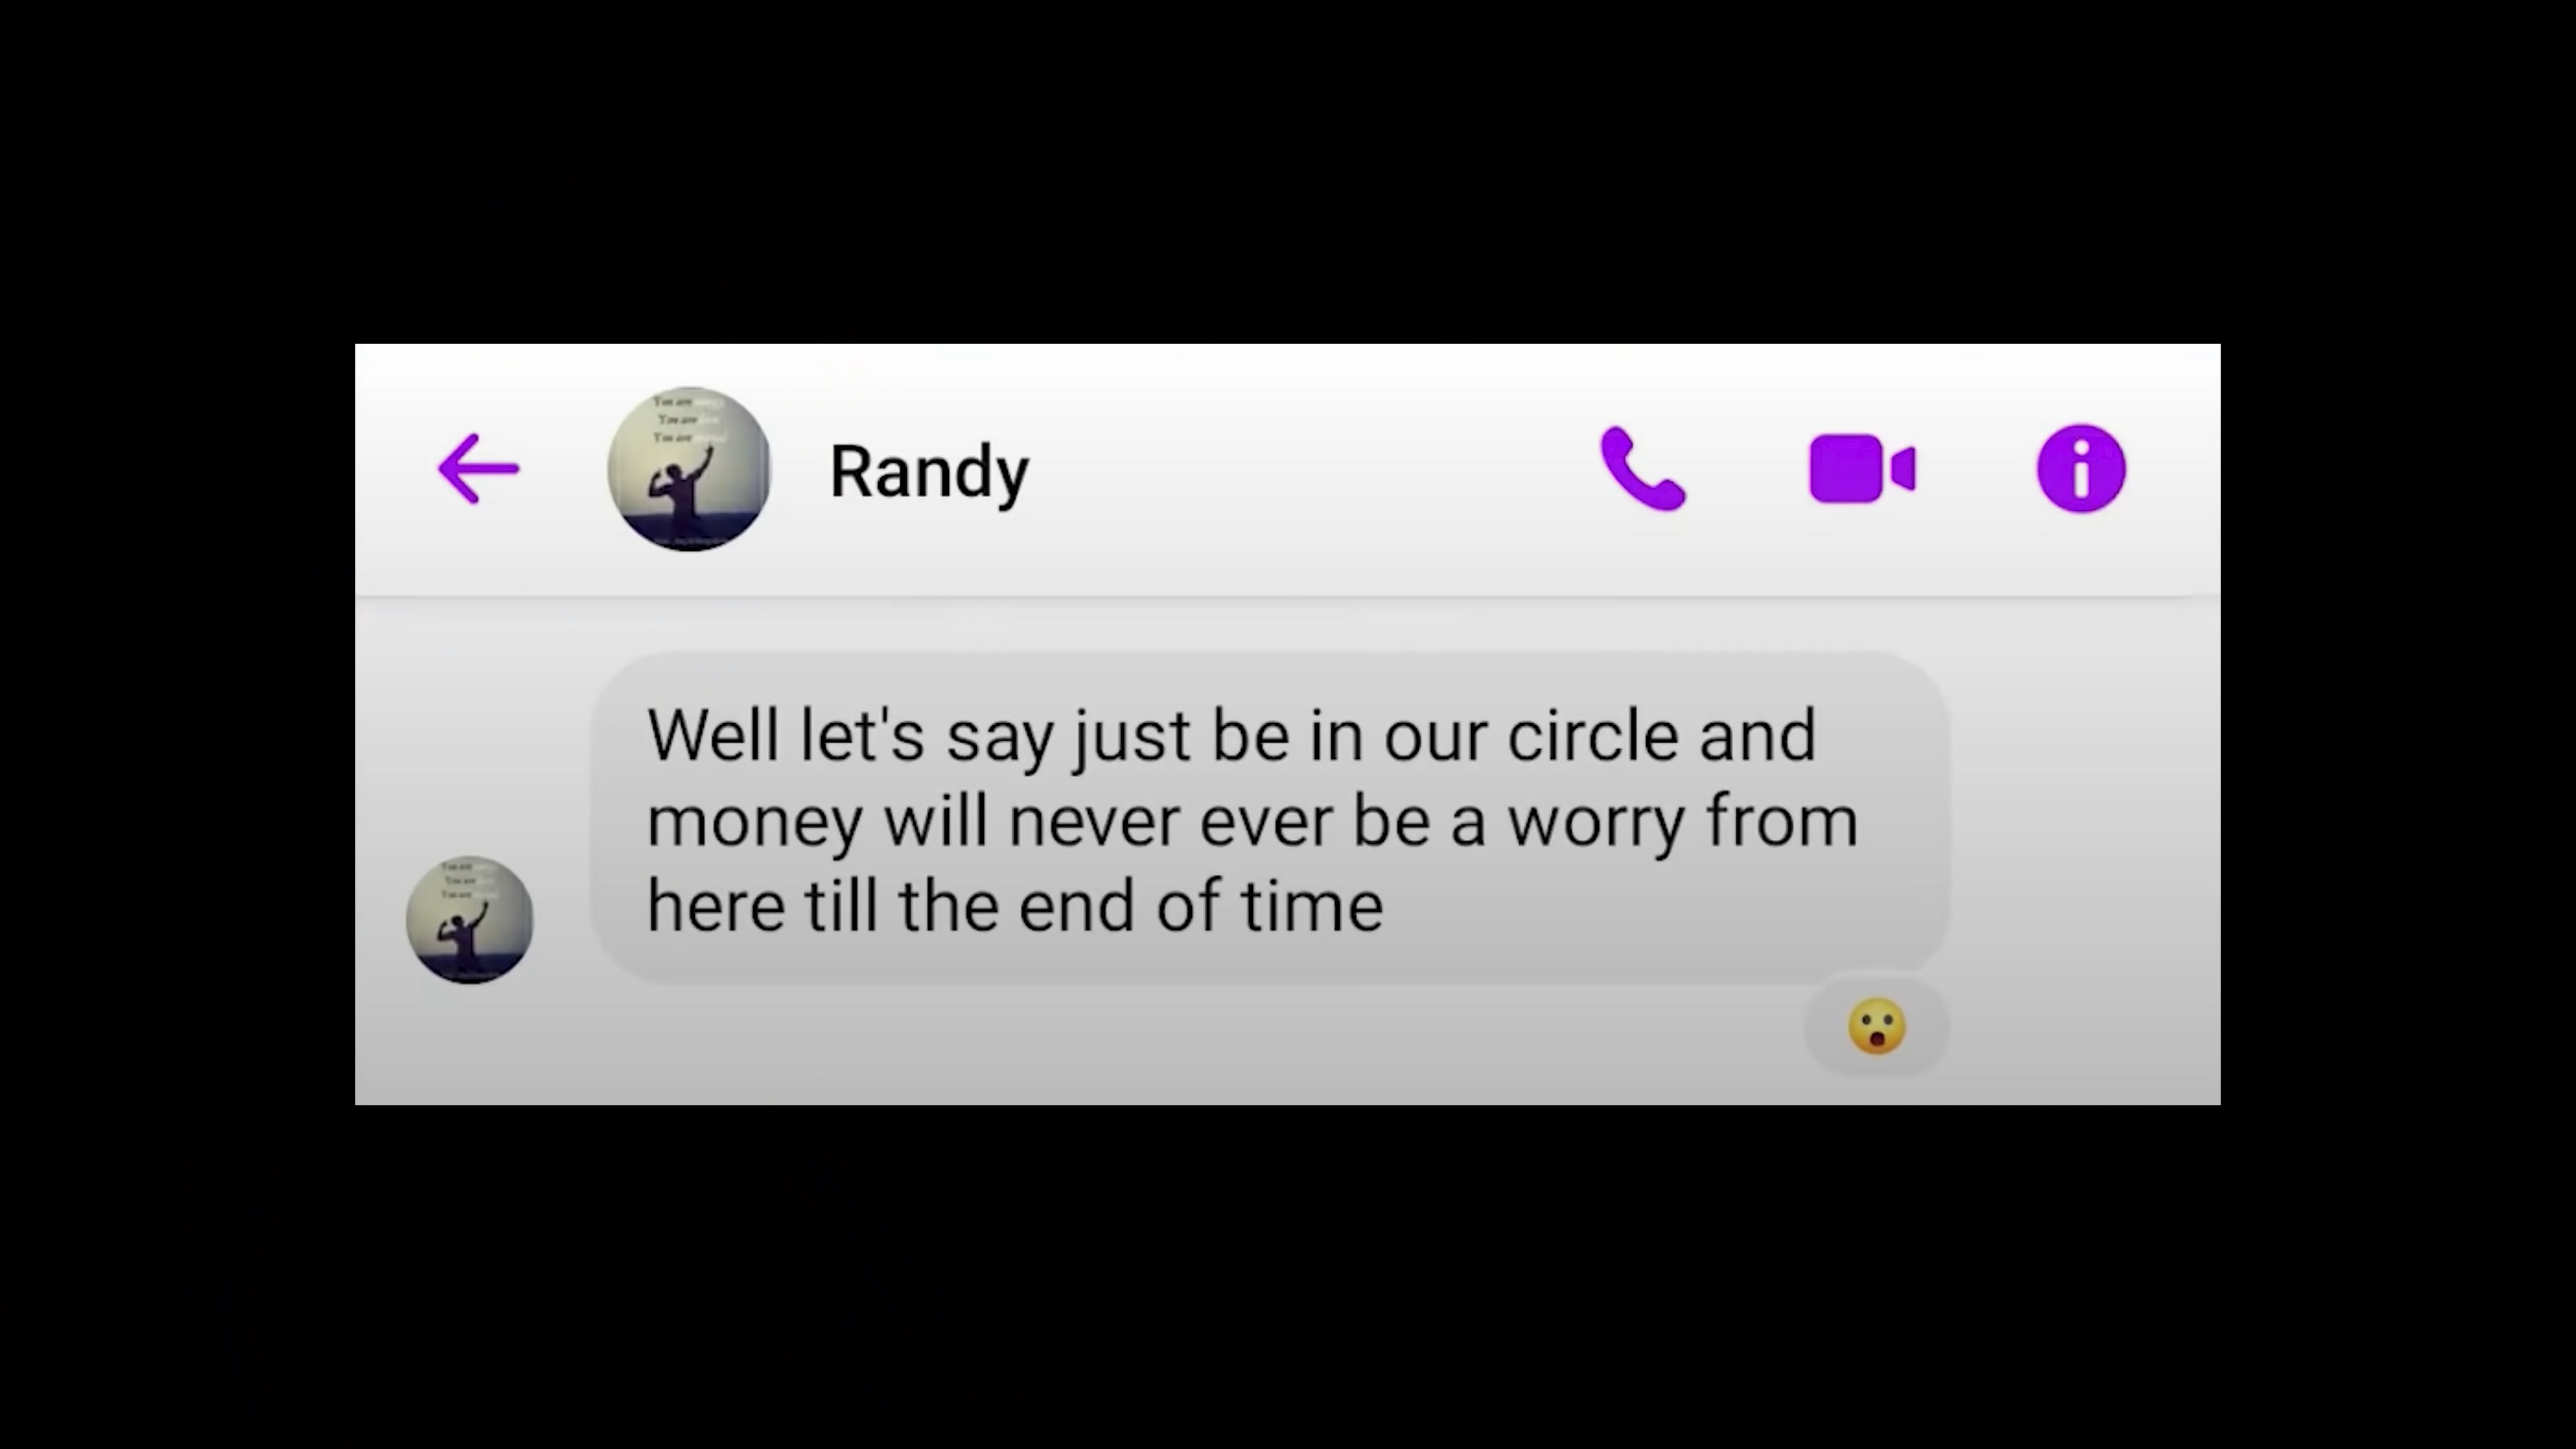 Randy
Well let's say just be in our circle and
money will never ever be a worry from
here till the end of time